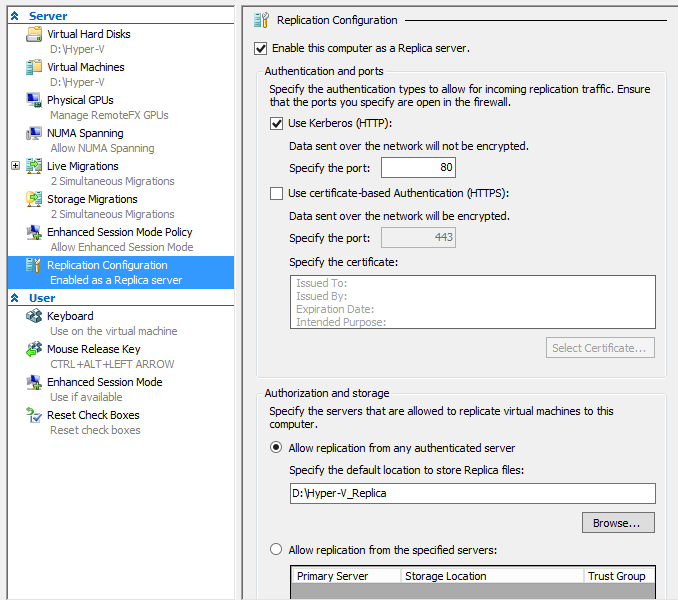 Server
Virtual Hard Disks
D:\Hyper-V
Virtual Machines
D:\Hyper-V
Physical GPUs
Manage RemoteFX GPUs
NUMA Spanning
Allow NUMA Spanning
Live Migrations
2 Simultaneous Migrations
Storage Migrations
2 Simultaneous Migrations
Enhanced Session Mode Policy
Allow Enhanced Session Mode
Replication Configuration
Enabled as a Replica server
User
Keyboard
Use on the virtual machine
Mouse Release Key
CTRL+ALT+LEFT ARROW
Enhanced Session Mode
Use if available
Reset Check Boxes
Reset check boxes
Replication Configuration
Enable this computer as a Replica server.
Authentication and ports
Specify the authentication types to allow for incoming replication traffic. Ensure
that the ports you specify are open in the firewall.
Use Kerberos (HTTP):
Data sent over the network will not be encrypted.
Specify the port: 80
Use certificate-based Authentication (HTTPS):
Data sent over the network will be encrypted.
Specify the port: 443
Specify the certificate:
Issued To:
Issued By:
Expiration Date:
Intended Purpose:
Select Certificate...
Authorization and storage
Specify the servers that are allowed to replicate virtual machines to this
computer.
Allow replication from any authenticated server
Specify the default location to store Replica files:
D:\Hyper-V_Replica
Browse...
Allow replication from the specified servers:
Primary Server Storage Location Trust Group